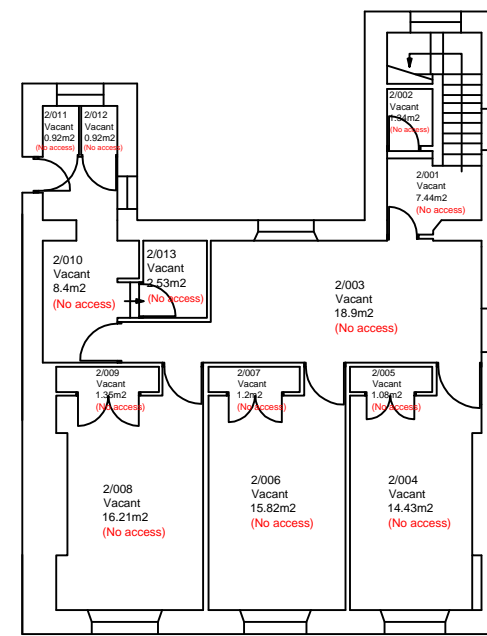 2/002
Vacant
1.34m2
(No access)
2/011
Vacant
0.92m2
(No access)
2/012
Vacant
0.92m2
(No access)
2/001
Vacant
7.44m2
(No access)
2/010
Vacant
8.4m2
(No access)
2/013
Vacant
2.53m2
(No access)
2/003
Vacant
18.9m2
(No access)
2/009
Vacant
1.35m2
(No access)
2/007
Vacant
1.2m2
(No access)
2/005
Vacant
1.08m2
(No access)
2/008
Vacant
16.21m2
(No access)
2/006
Vacant
15.82m2
(No access)
2/004
Vacant
14.43m2
(No access)